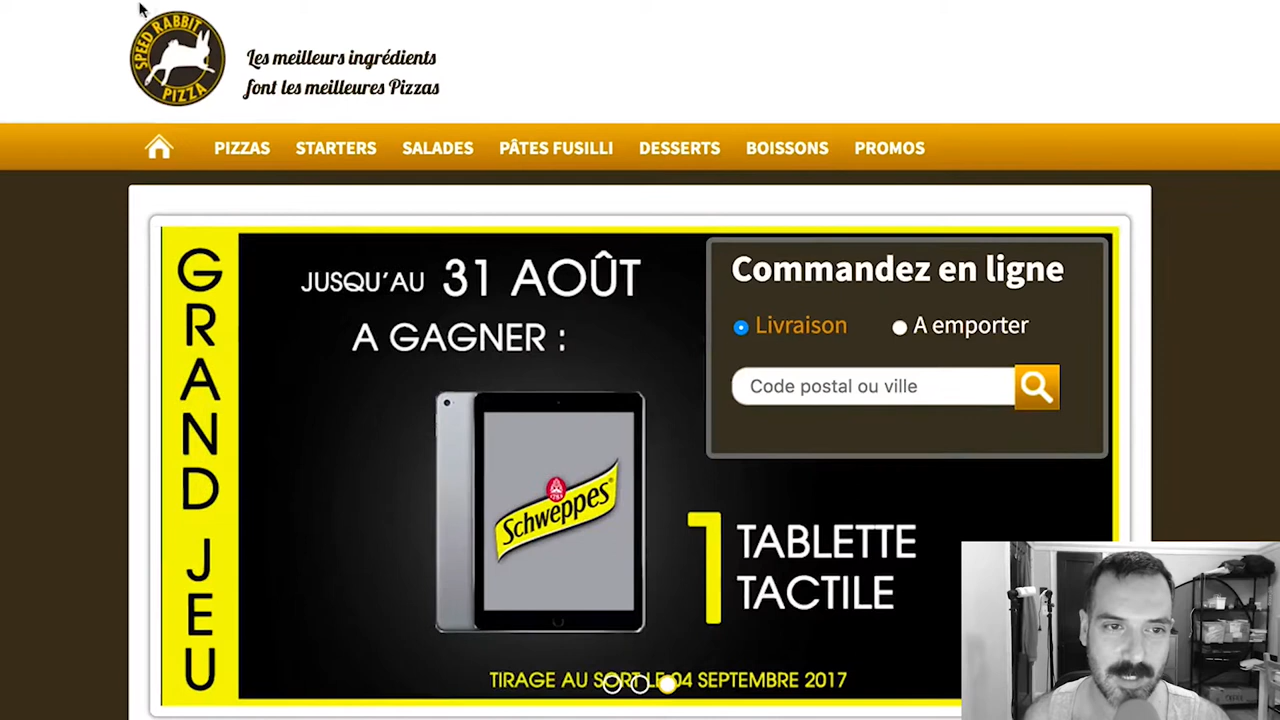 SPEED RABBIT
PIZZA
Les meilleurs ingrédients
font les meilleures Pizzas
PIZZAS STARTERS SALADES PÂTES FUSILLI DESSERTS BOISSONS PROMOS
GRAND JEU
JUSQU'AU 31 AOÛT
A GAGNER :
Schweppes
1 TABLETTE
TACTILE
TIRAGE AU SORT LE 04 SEPTEMBRE 2017
Commandez en ligne
Livraison A emporter
Code postal ou ville